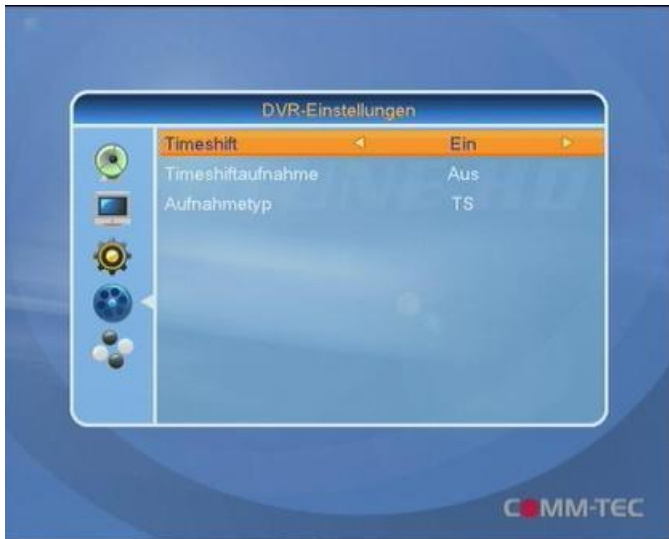 DVR-Einstellungen
Timeshift Ein
Timeshiftaufnahme Aus
Aufnahmetyp TS
COMM-TEC